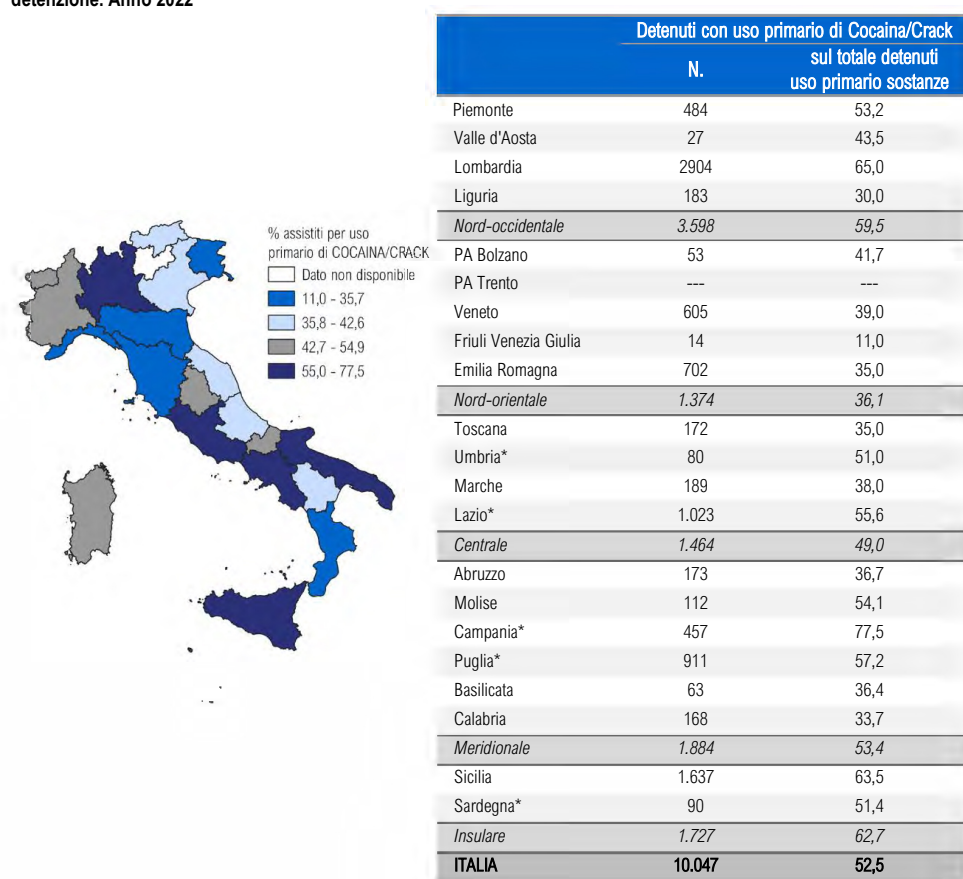 detenzione. Anno 2022
Detenuti con uso primario di Cocaina/Crack
N.
sul totale detenuti
uso primario sostanze
Piemonte 484 53,2
Valle d'Aosta 27 43,5
Lombardia 2904 65,0
Liguria 183 30,0
Nord-occidentale 3.598 59,5
PA Bolzano 53 41,7
PA Trento --- ---
Veneto 605 39,0
Friuli Venezia Giulia 14 11,0
Emilia Romagna 702 35,0
Nord-orientale 1.374 36,1
Toscana 172 35,0
Umbria* 80 51,0
Marche 189 38,0
Lazio* 1.023 55,6
Centrale 1.464 49,0
Abruzzo 173 36,7
Molise 112 54,1
Campania* 457 77,5
Puglia* 911 57,2
Basilicata 63 36,4
Calabria 168 33,7
Meridionale 1.884 53,4
Sicilia 1.637 63,5
Sardegna* 90 51,4
Insulare 1.727 62,7
ITALIA 10.047 52,5
% assistiti per uso
primario di COCAINA/CRACK
Dato non disponibile
11,0 - 35,7
35,8 - 42,6
42,7 - 54,9
55,0 - 77,5